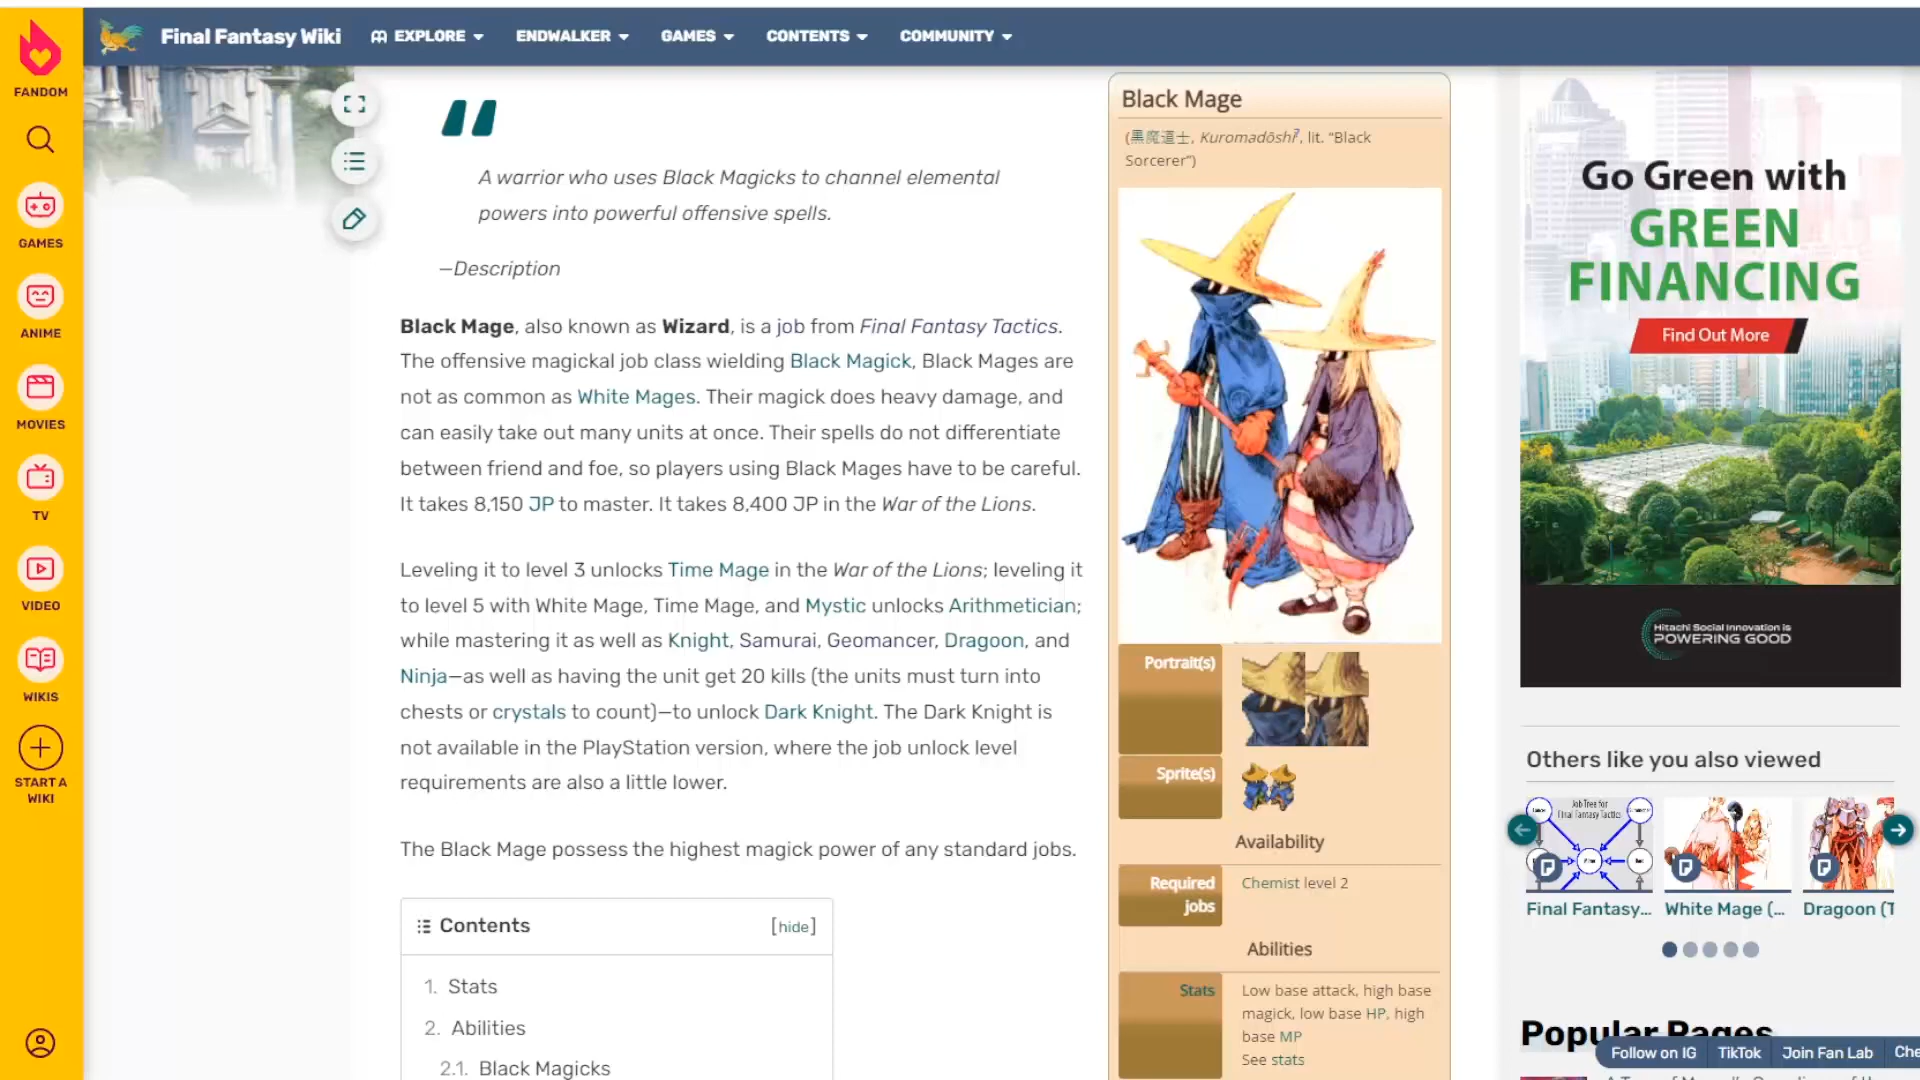 Final Fantasy Wiki
EXPLORE
ENDWALKER
GAMES
CONTENTS
COMMUNITY
FANDOM
GAMES
ANIME
MOVIES
TV
VIDEO
WIKIS
START A
WIKI
A warrior who uses Black Magicks to channel elemental
powers into powerful offensive spells.
—Description
Black Mage, also known as Wizard, is a job from Final Fantasy Tactics.
The offensive magickal job class wielding Black Magick, Black Mages are
not as common as White Mages. Their magick does heavy damage, and
can easily take out many units at once. Their spells do not differentiate
between friend and foe, so players using Black Mages have to be careful.
It takes 8,150 JP to master. It takes 8,400 JP in the War of the Lions.
Leveling it to level 3 unlocks Time Mage in the War of the Lions; leveling it
to level 5 with White Mage, Time Mage, and Mystic unlocks Arithmetician;
while mastering it as well as Knight, Samurai, Geomancer, Dragoon, and
Ninja—as well as having the unit get 20 kills (the units must turn into
chests or crystals to count)—to unlock Dark Knight. The Dark Knight is
not available in the PlayStation version, where the job unlock level
requirements are also a little lower.
The Black Mage possess the highest magick power of any standard jobs.
Contents [hide]
1. Stats
2. Abilities
2.1. Black Magicks
Black Mage
(黒魔道士, Kuromadōshi?, lit. "Black
Sorcerer")
Portrait(s)
Sprite(s)
Availability
Required
jobs
Chemist level 2
Abilities
Stats
Low base attack, high base
magick, low base HP, high
base MP
See stats
Go Green with
GREEN
FINANCING
Find Out More
Hitachi Social Innovation is
POWERING GOOD
Others like you also viewed
Job Tree for
Final Fantasy Tactics
Final Fantasy...
White Mage (...
Dragoon (T
Popular Pages
Follow on IG
TikTok
Join Fan Lab
Che